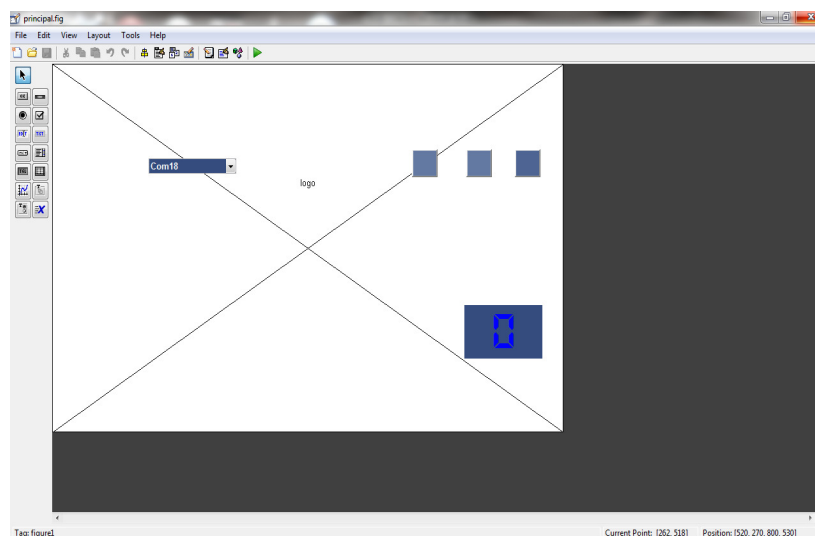 principal.fig
File Edit View Layout Tools Help
Com18
logo
0
Tag: figure1
Current Point: [262, 518] Position: [520, 270, 800, 530]